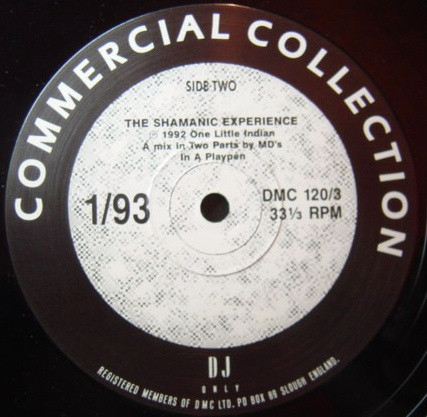 COMMERCIAL COLLECTION
SIDE TWO
THE SHAMANIC EXPERIENCE
1992 One Little Indian
A mix in Two Parts by MD's
In A Playpen
1/93
DMC 120/3
33⅓ RPM
DJ
ONLY
REGISTERED MEMBERS OF DMC LTD. PO BOX 89 SLOUGH ENGLAND.